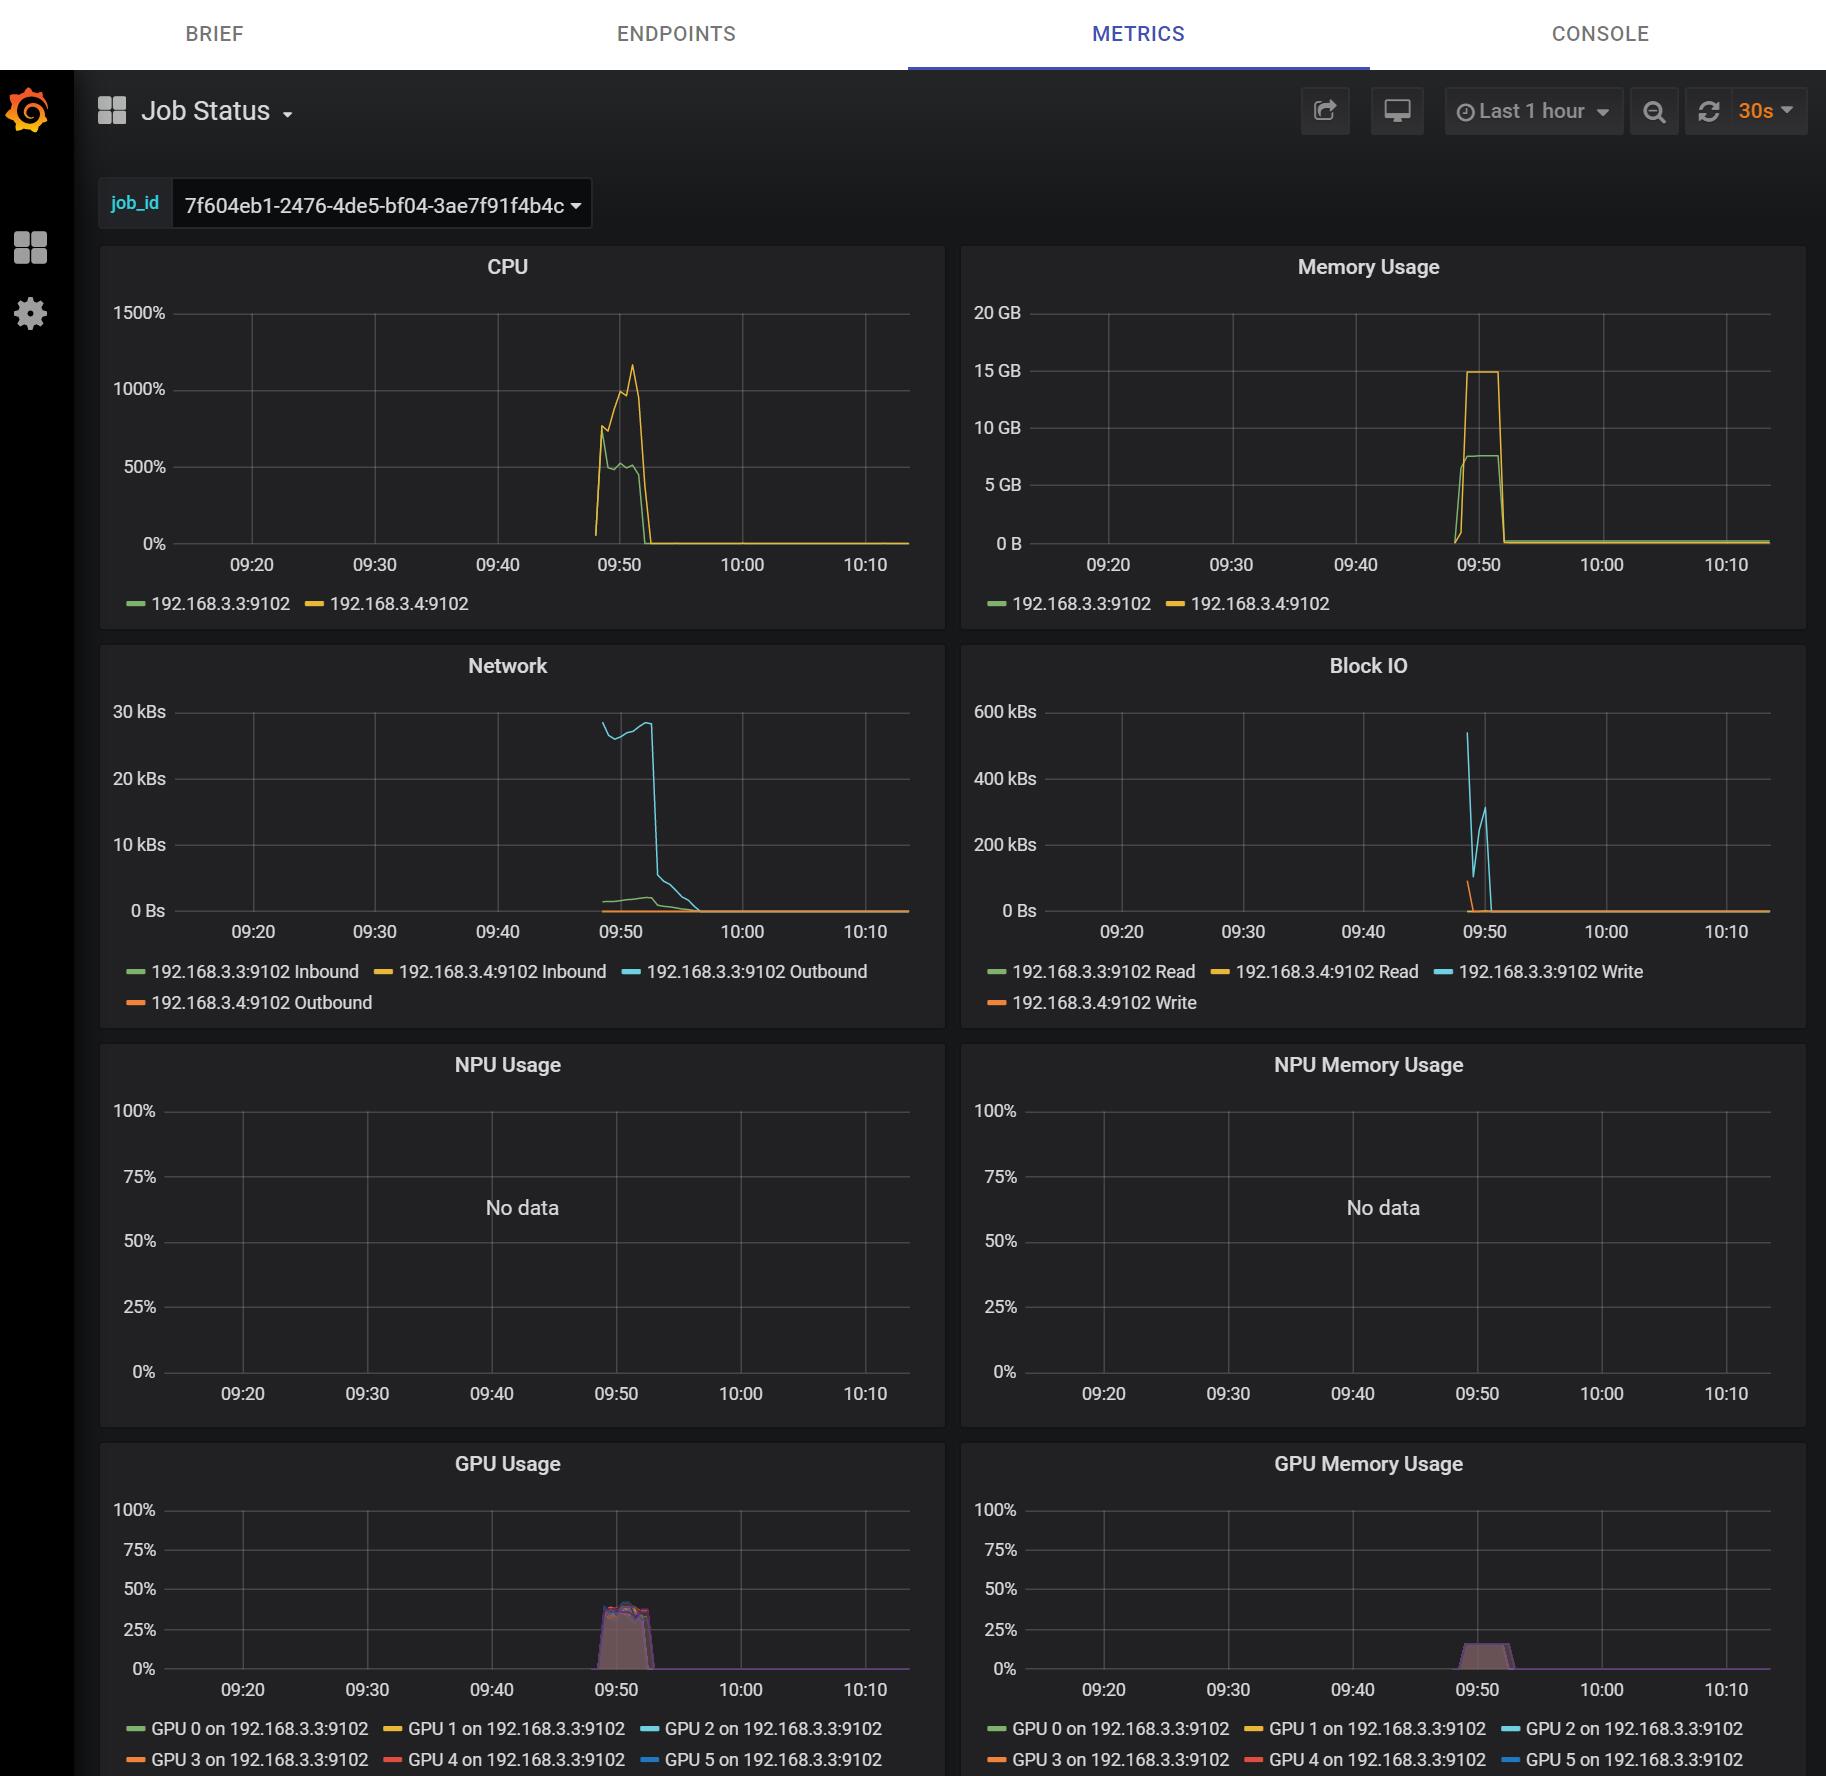 BRIEF ENDPOINTS METRICS CONSOLE
Job Status
Last 1 hour 30s
job_id 7f604eb1-2476-4de5-bf04-3ae7f91f4b4c
CPU
1500%
1000%
500%
0%
09:20 09:30 09:40 09:50 10:00 10:10
192.168.3.3:9102 192.168.3.4:9102
Memory Usage
20 GB
15 GB
10 GB
5 GB
0 B
09:20 09:30 09:40 09:50 10:00 10:10
192.168.3.3:9102 192.168.3.4:9102
Network
30 kBs
20 kBs
10 kBs
0 Bs
09:20 09:30 09:40 09:50 10:00 10:10
192.168.3.3:9102 Inbound 192.168.3.4:9102 Inbound 192.168.3.3:9102 Outbound
192.168.3.4:9102 Outbound
Block IO
600 kBs
400 kBs
200 kBs
0 Bs
09:20 09:30 09:40 09:50 10:00 10:10
192.168.3.3:9102 Read 192.168.3.4:9102 Read 192.168.3.3:9102 Write
192.168.3.4:9102 Write
NPU Usage
100%
75%
No data
50%
25%
0%
09:20 09:30 09:40 09:50 10:00 10:10
NPU Memory Usage
100%
75%
No data
50%
25%
0%
09:20 09:30 09:40 09:50 10:00 10:10
GPU Usage
100%
75%
50%
25%
0%
09:20 09:30 09:40 09:50 10:00 10:10
GPU 0 on 192.168.3.3:9102 GPU 1 on 192.168.3.3:9102 GPU 2 on 192.168.3.3:9102
GPU 3 on 192.168.3.3:9102 GPU 4 on 192.168.3.3:9102 GPU 5 on 192.168.3.3:9102
GPU Memory Usage
100%
75%
50%
25%
0%
09:20 09:30 09:40 09:50 10:00 10:10
GPU 0 on 192.168.3.3:9102 GPU 1 on 192.168.3.3:9102 GPU 2 on 192.168.3.3:9102
GPU 3 on 192.168.3.3:9102 GPU 4 on 192.168.3.3:9102 GPU 5 on 192.168.3.3:9102